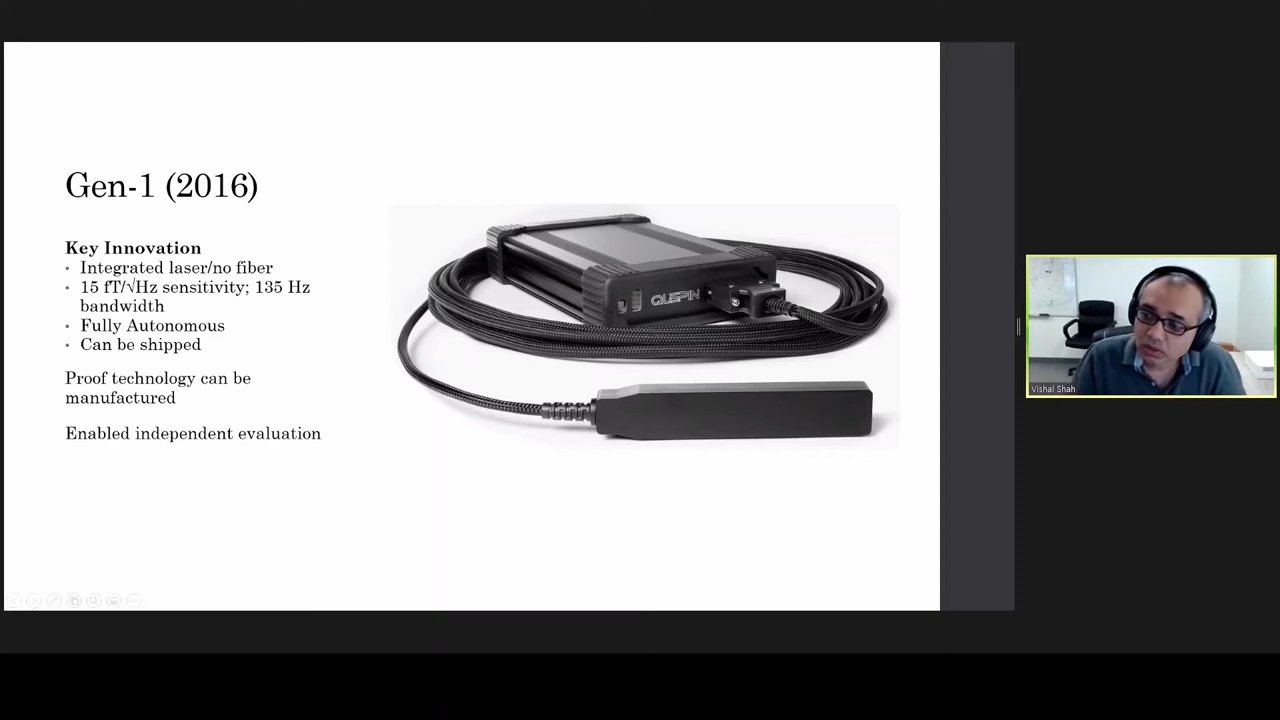 Gen-1 (2016)
Key Innovation
• Integrated laser/no fiber
• 15 fT/√Hz sensitivity; 135 Hz
bandwidth
• Fully Autonomous
• Can be shipped
Proof technology can be
manufactured
Enabled independent evaluation
QUSPIN
Vishal Shah